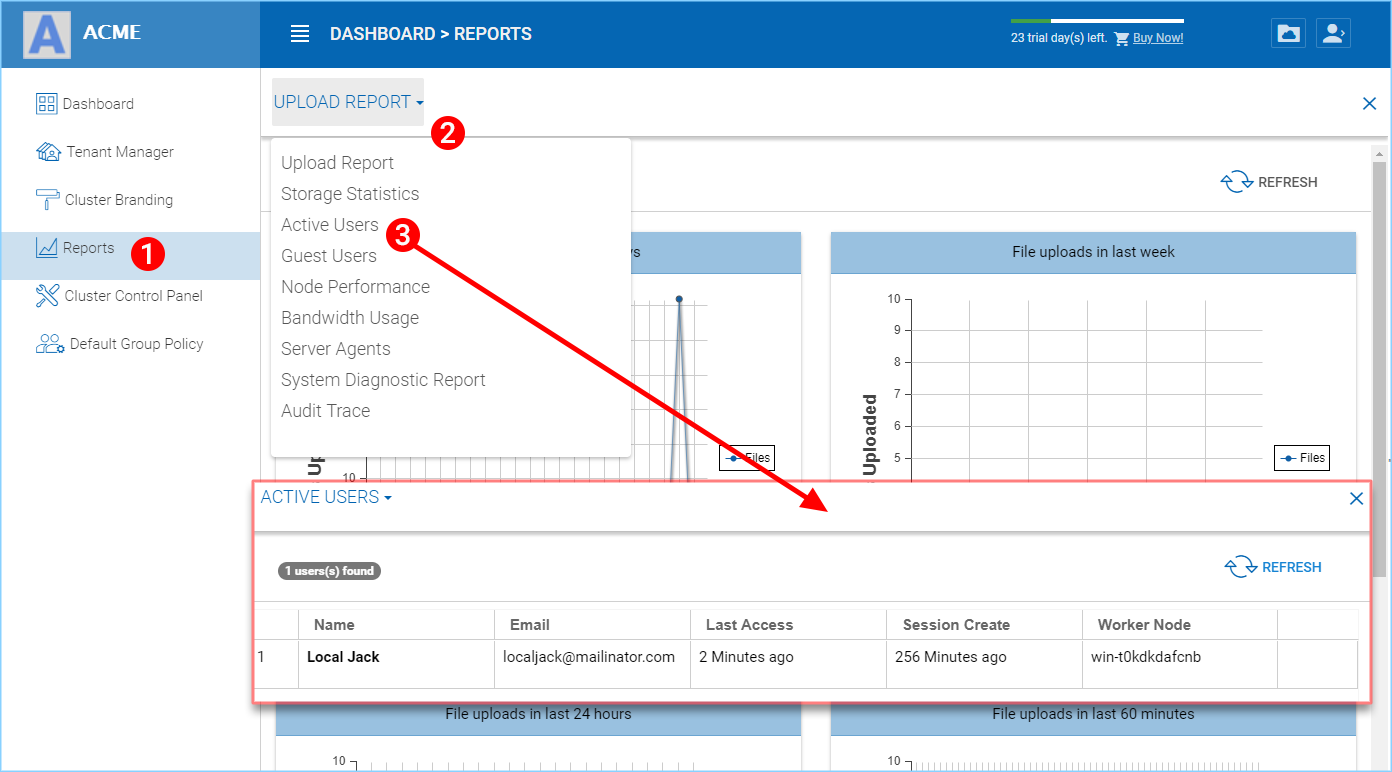 A ACME
DASHBOARD > REPORTS
23 trial day(s) left. Buy Now!
Dashboard
Tenant Manager
Cluster Branding
Reports 1
Cluster Control Panel
Default Group Policy
UPLOAD REPORT
2
Upload Report
Storage Statistics
Active Users 3
Guest Users
Node Performance
Bandwidth Usage
Server Agents
System Diagnostic Report
Audit Trace
REFRESH
File uploads in last week
10
9
8
7
6
5
Uploaded
Files
10
Files
ACTIVE USERS
1 users(s) found
REFRESH
Name Email Last Access Session Create Worker Node
1 Local Jack localjack@mailinator.com 2 Minutes ago 256 Minutes ago win-t0kdkdafcnb
File uploads in last 24 hours
File uploads in last 60 minutes
10
10